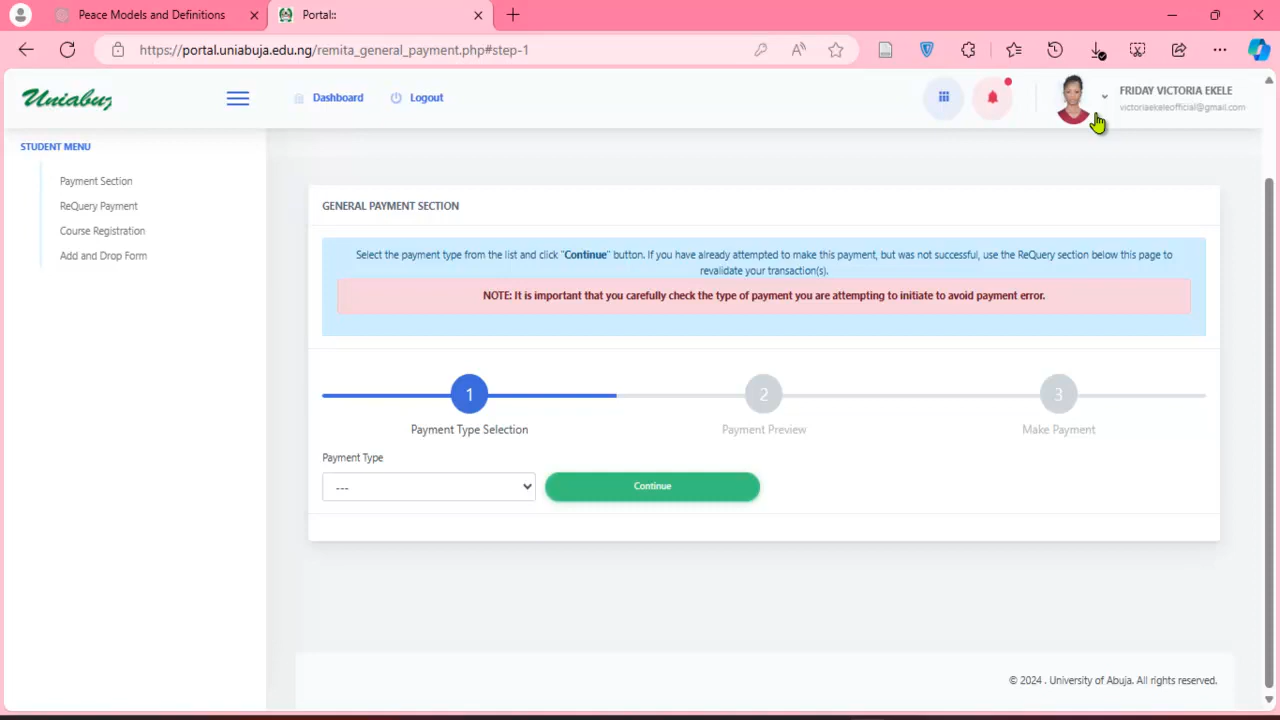 Peace Models and Definitions
Portal::
https://portal.uniabuja.edu.ng/remita_general_payment.php#step-1
Dashboard
Logout
FRIDAY VICTORIA EKELE
victoriaekeleofficial@gmail.com
STUDENT MENU
Payment Section
ReQuery Payment
Course Registration
Add and Drop Form
GENERAL PAYMENT SECTION
Select the payment type from the list and click "Continue" button. If you have already attempted to make this payment, but was not successful, use the ReQuery section below this page to
revalidate your transaction(s).
NOTE: It is important that you carefully check the type of payment you are attempting to initiate to avoid payment error.
1
2
3
Payment Type Selection
Payment Preview
Make Payment
Payment Type
---
Continue
© 2024 . University of Abuja. All rights reserved.